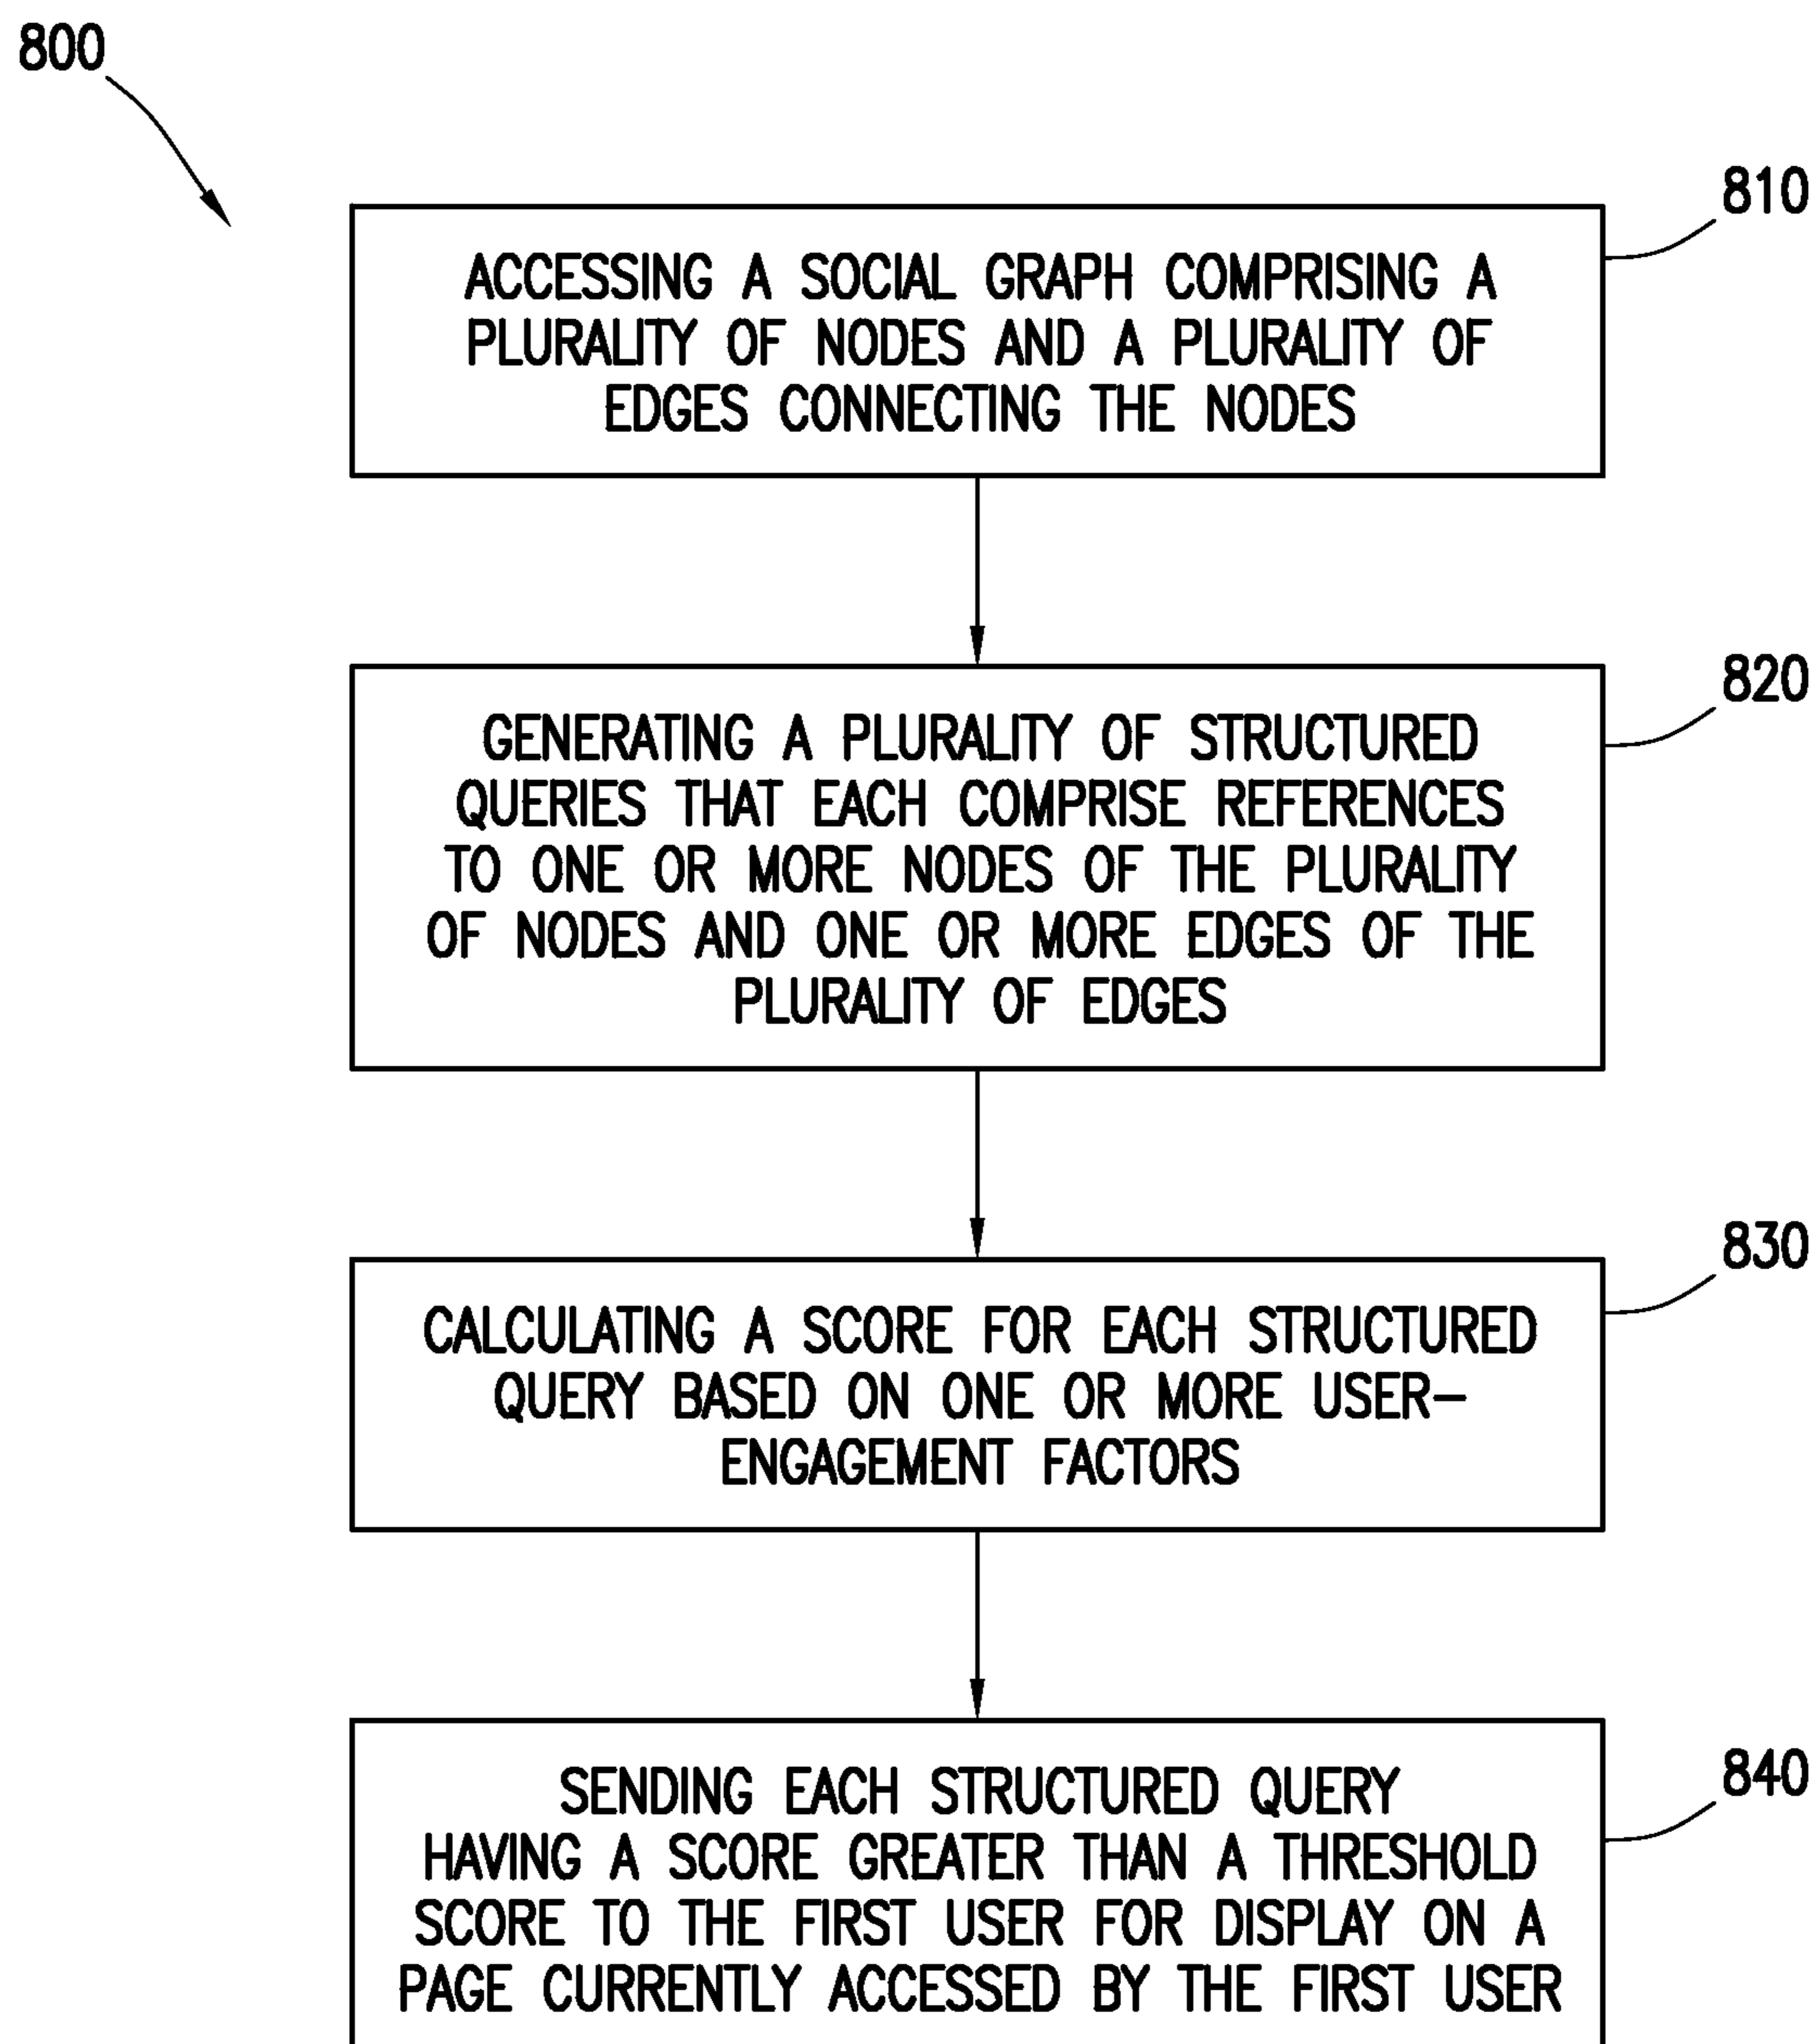 800
810
ACCESSING A SOCIAL GRAPH COMPRISING A
PLURALITY OF NODES AND A PLURALITY OF
EDGES CONNECTING THE NODES
820
GENERATING A PLURALITY OF STRUCTURED
QUERIES THAT EACH COMPRISE REFERENCES
TO ONE OR MORE NODES OF THE PLURALITY
OF NODES AND ONE OR MORE EDGES OF THE
PLURALITY OF EDGES
830
CALCULATING A SCORE FOR EACH STRUCTURED
QUERY BASED ON ONE OR MORE USER-
ENGAGEMENT FACTORS
840
SENDING EACH STRUCTURED QUERY
HAVING A SCORE GREATER THAN A THRESHOLD
SCORE TO THE FIRST USER FOR DISPLAY ON A
PAGE CURRENTLY ACCESSED BY THE FIRST USER